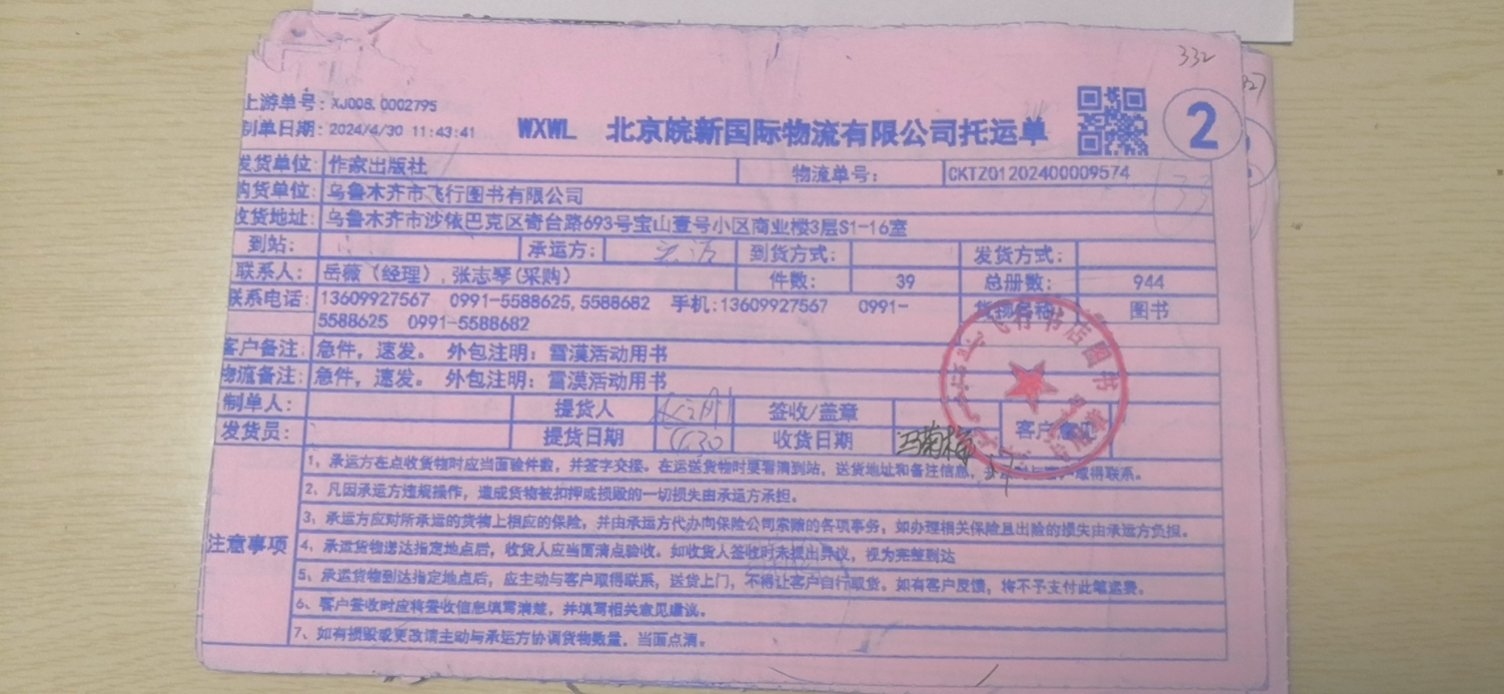 332
上游单号: XJ008.0002795
制单日期: 2024/4/30 11:43:41
WXWL 北京皖新国际物流有限公司托运单
2
发货单位: 作家出版社 物流单号: CKTZ01202400009574
购货单位: 乌鲁木齐市飞行图书有限公司
收货地址: 乌鲁木齐市沙依巴克区奇台路693号宝山壹号小区商业楼3层S1-16室
到站: 承运方: 到货方式: 发货方式:
联系人: 岳薇(经理),张志琴(采购) 件数: 39 总册数: 944
联系电话: 13609927567 0991-5588625,5588682 手机:13609927567 0991-
5588625 0991-5588682
货物名称 图书
客户备注: 急件，速发。 外包注明：雪漠活动用书
物流备注: 急件，速发。 外包注明：雪漠活动用书
制单人: 提货人 签收/盖章
发货员: 提货日期 收货日期
注意事项
1、承运方在点收货物时应当面验件数，并签字交接。在运送货物时要看清到站，送货地址和备注信息，取得联系。
2、凡因承运方违规操作，造成货物被扣押或损毁的一切损失由承运方承担。
3、承运方应对所承运的货物上相应的保险，并由承运方代办向保险公司索赔的各项事务，如办理相关保险且出险的损失由承运方负担。
4、承运货物送达指定地点后，收货人应当面清点验收。如收货人签收时未提出异议，视为完整到达
5、承运货物到达指定地点后，应主动与客户取得联系，送货上门，不得让客户自行取货。如有客户反馈，将不予支付此笔运费。
6、客户签收时应将签收信息填写清楚，并填写相关意见建议。
7、如有损毁或更改请主动与承运方协调货物数量，当面点清。